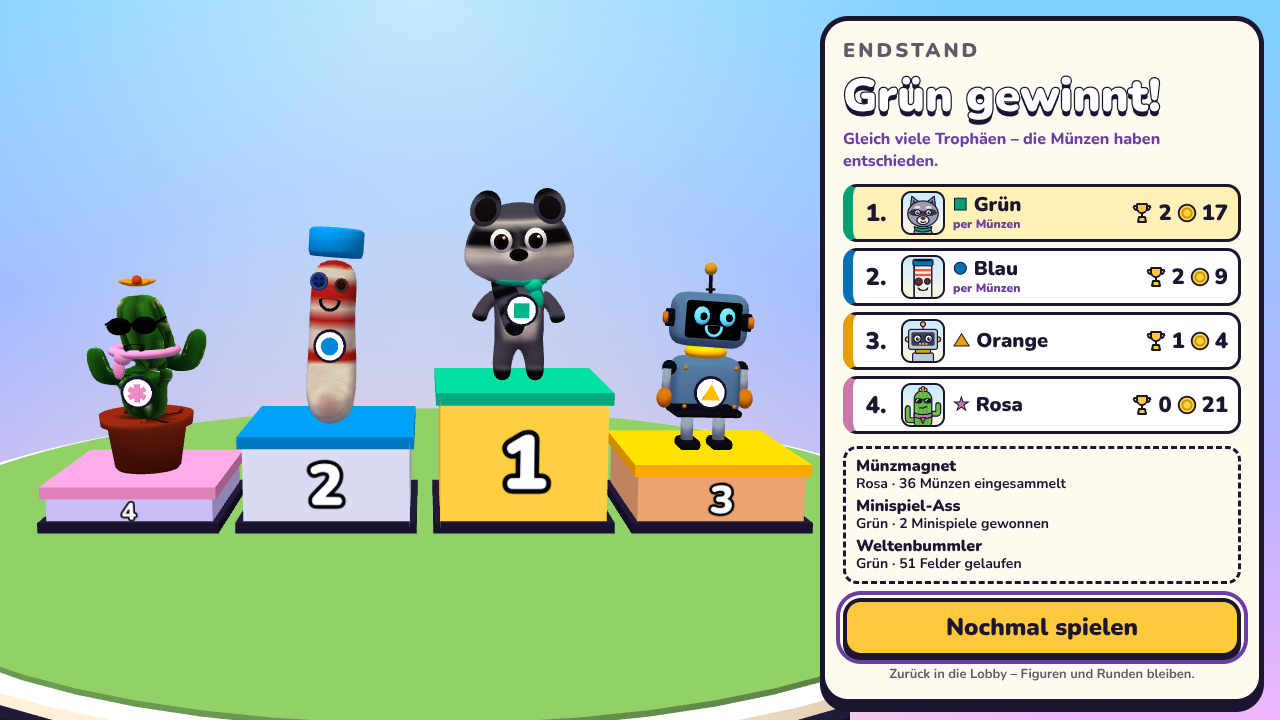 ENDSTAND
Grün gewinnt!
Gleich viele Trophäen – die Münzen haben
entschieden.
1. Grün 2 17
per Münzen
2. Blau 2 9
per Münzen
3. Orange 1 4
4. Rosa 0 21
Münzmagnet
Rosa · 36 Münzen eingesammelt
Minispiel-Ass
Grün · 2 Minispiele gewonnen
Weltenbummler
Grün · 51 Felder gelaufen
Nochmal spielen
Zurück in die Lobby – Figuren und Runden bleiben.
4
2
1
3